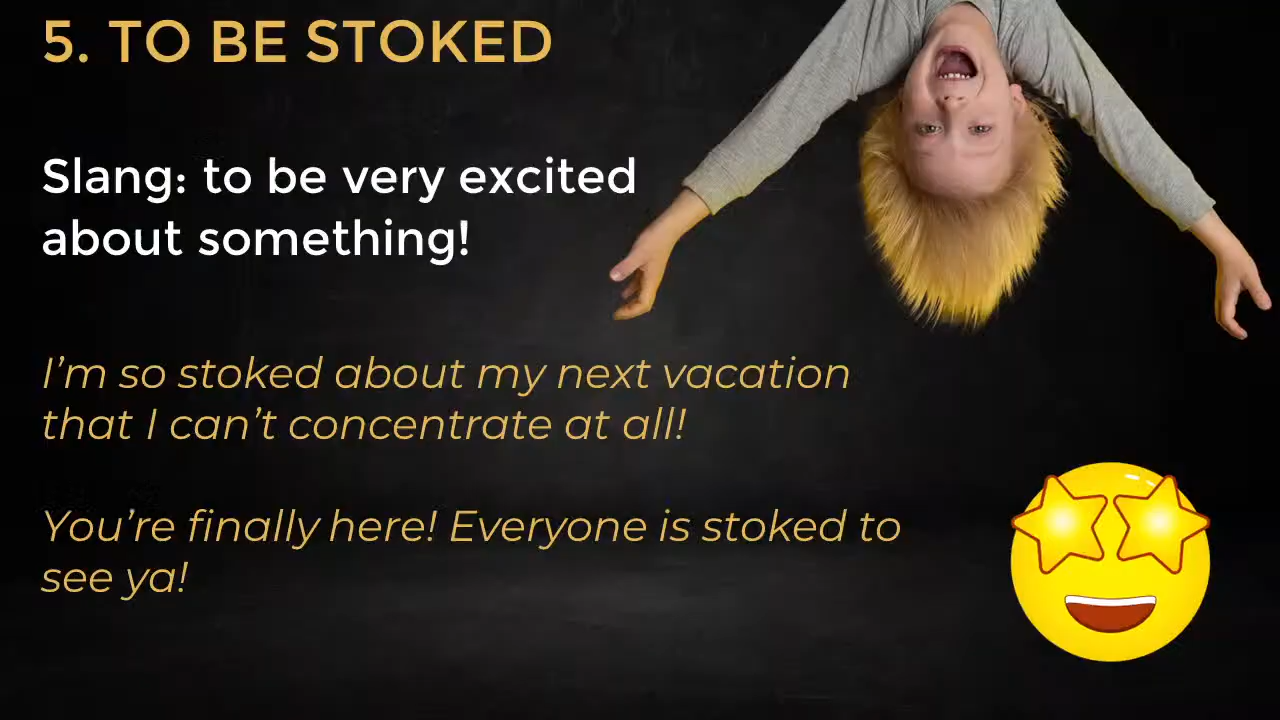 5. TO BE STOKED
Slang: to be very excited
about something!
I'm so stoked about my next vacation
that I can't concentrate at all!
You're finally here! Everyone is stoked to
see ya!